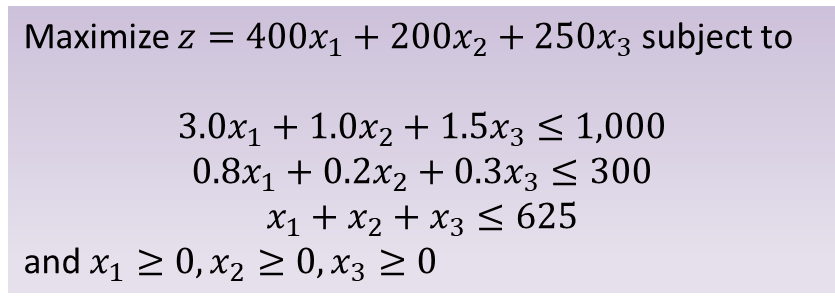 Maximize z = 400x₁ + 200x₂ + 250x₃ subject to
3.0x₁ + 1.0x₂ + 1.5x₃ ≤ 1,000
0.8x₁ + 0.2x₂ + 0.3x₃ ≤ 300
x₁ + x₂ + x₃ ≤ 625
and x₁ ≥ 0, x₂ ≥ 0, x₃ ≥ 0